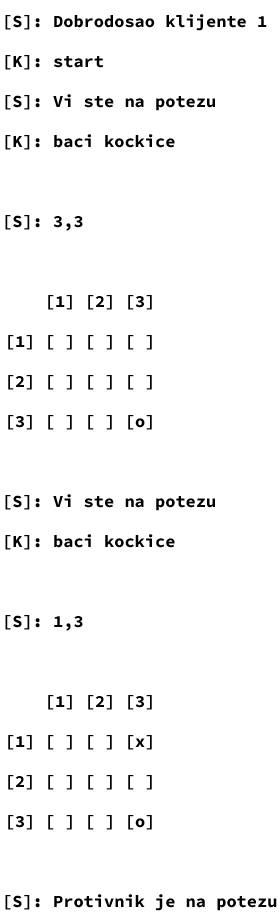 [S]: Dobrodosao klijente 1
[K]: start
[S]: Vi ste na potezu
[K]: baci kockice
[S]: 3,3
[1] [2] [3]
[1] [ ] [ ] [ ]
[2] [ ] [ ] [ ]
[3] [ ] [ ] [o]
[S]: Vi ste na potezu
[K]: baci kockice
[S]: 1,3
[1] [2] [3]
[1] [ ] [ ] [x]
[2] [ ] [ ] [ ]
[3] [ ] [ ] [o]
[S]: Protivnik je na potezu